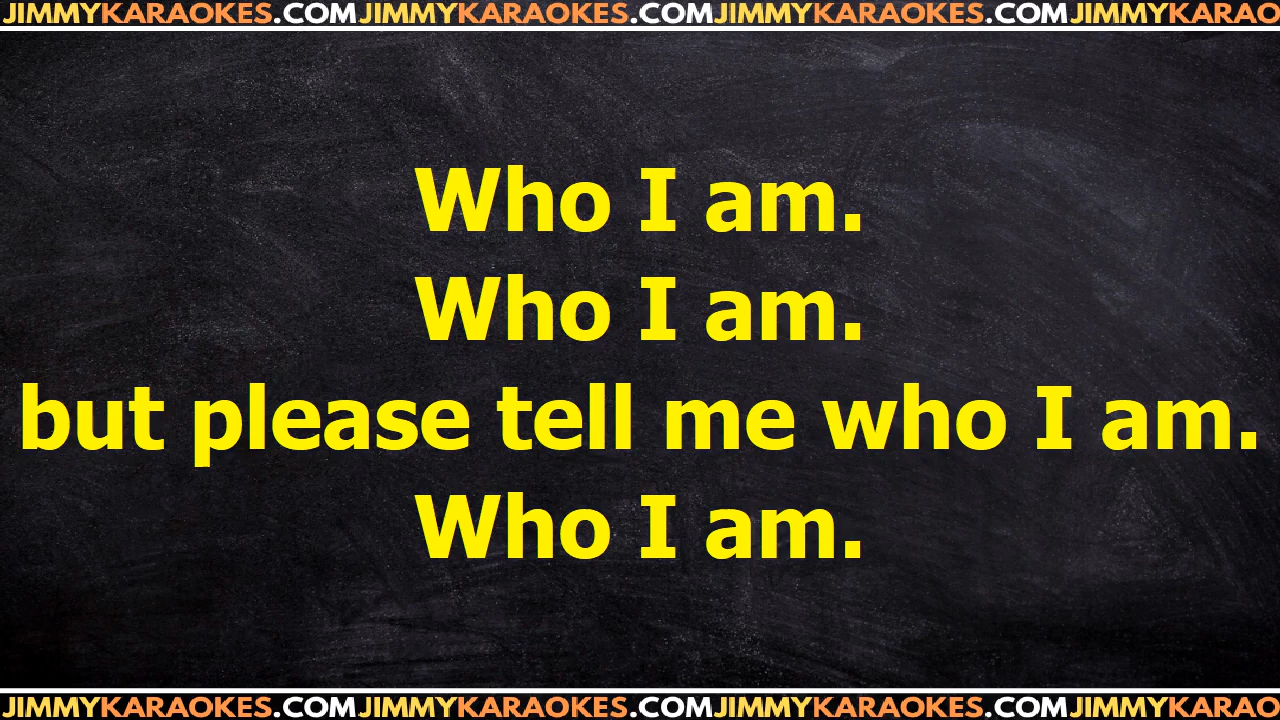 JIMMYKARAOKES.COMJIMMYKARAOKES.COMJIMMYKARAOKES.COMJIMMYKARAO
Who I am.
Who I am.
but please tell me who I am.
Who I am.
JIMMYKARAOKES.COMJIMMYKARAOKES.COMJIMMYKARAOKES.COMJIMMYKARAO